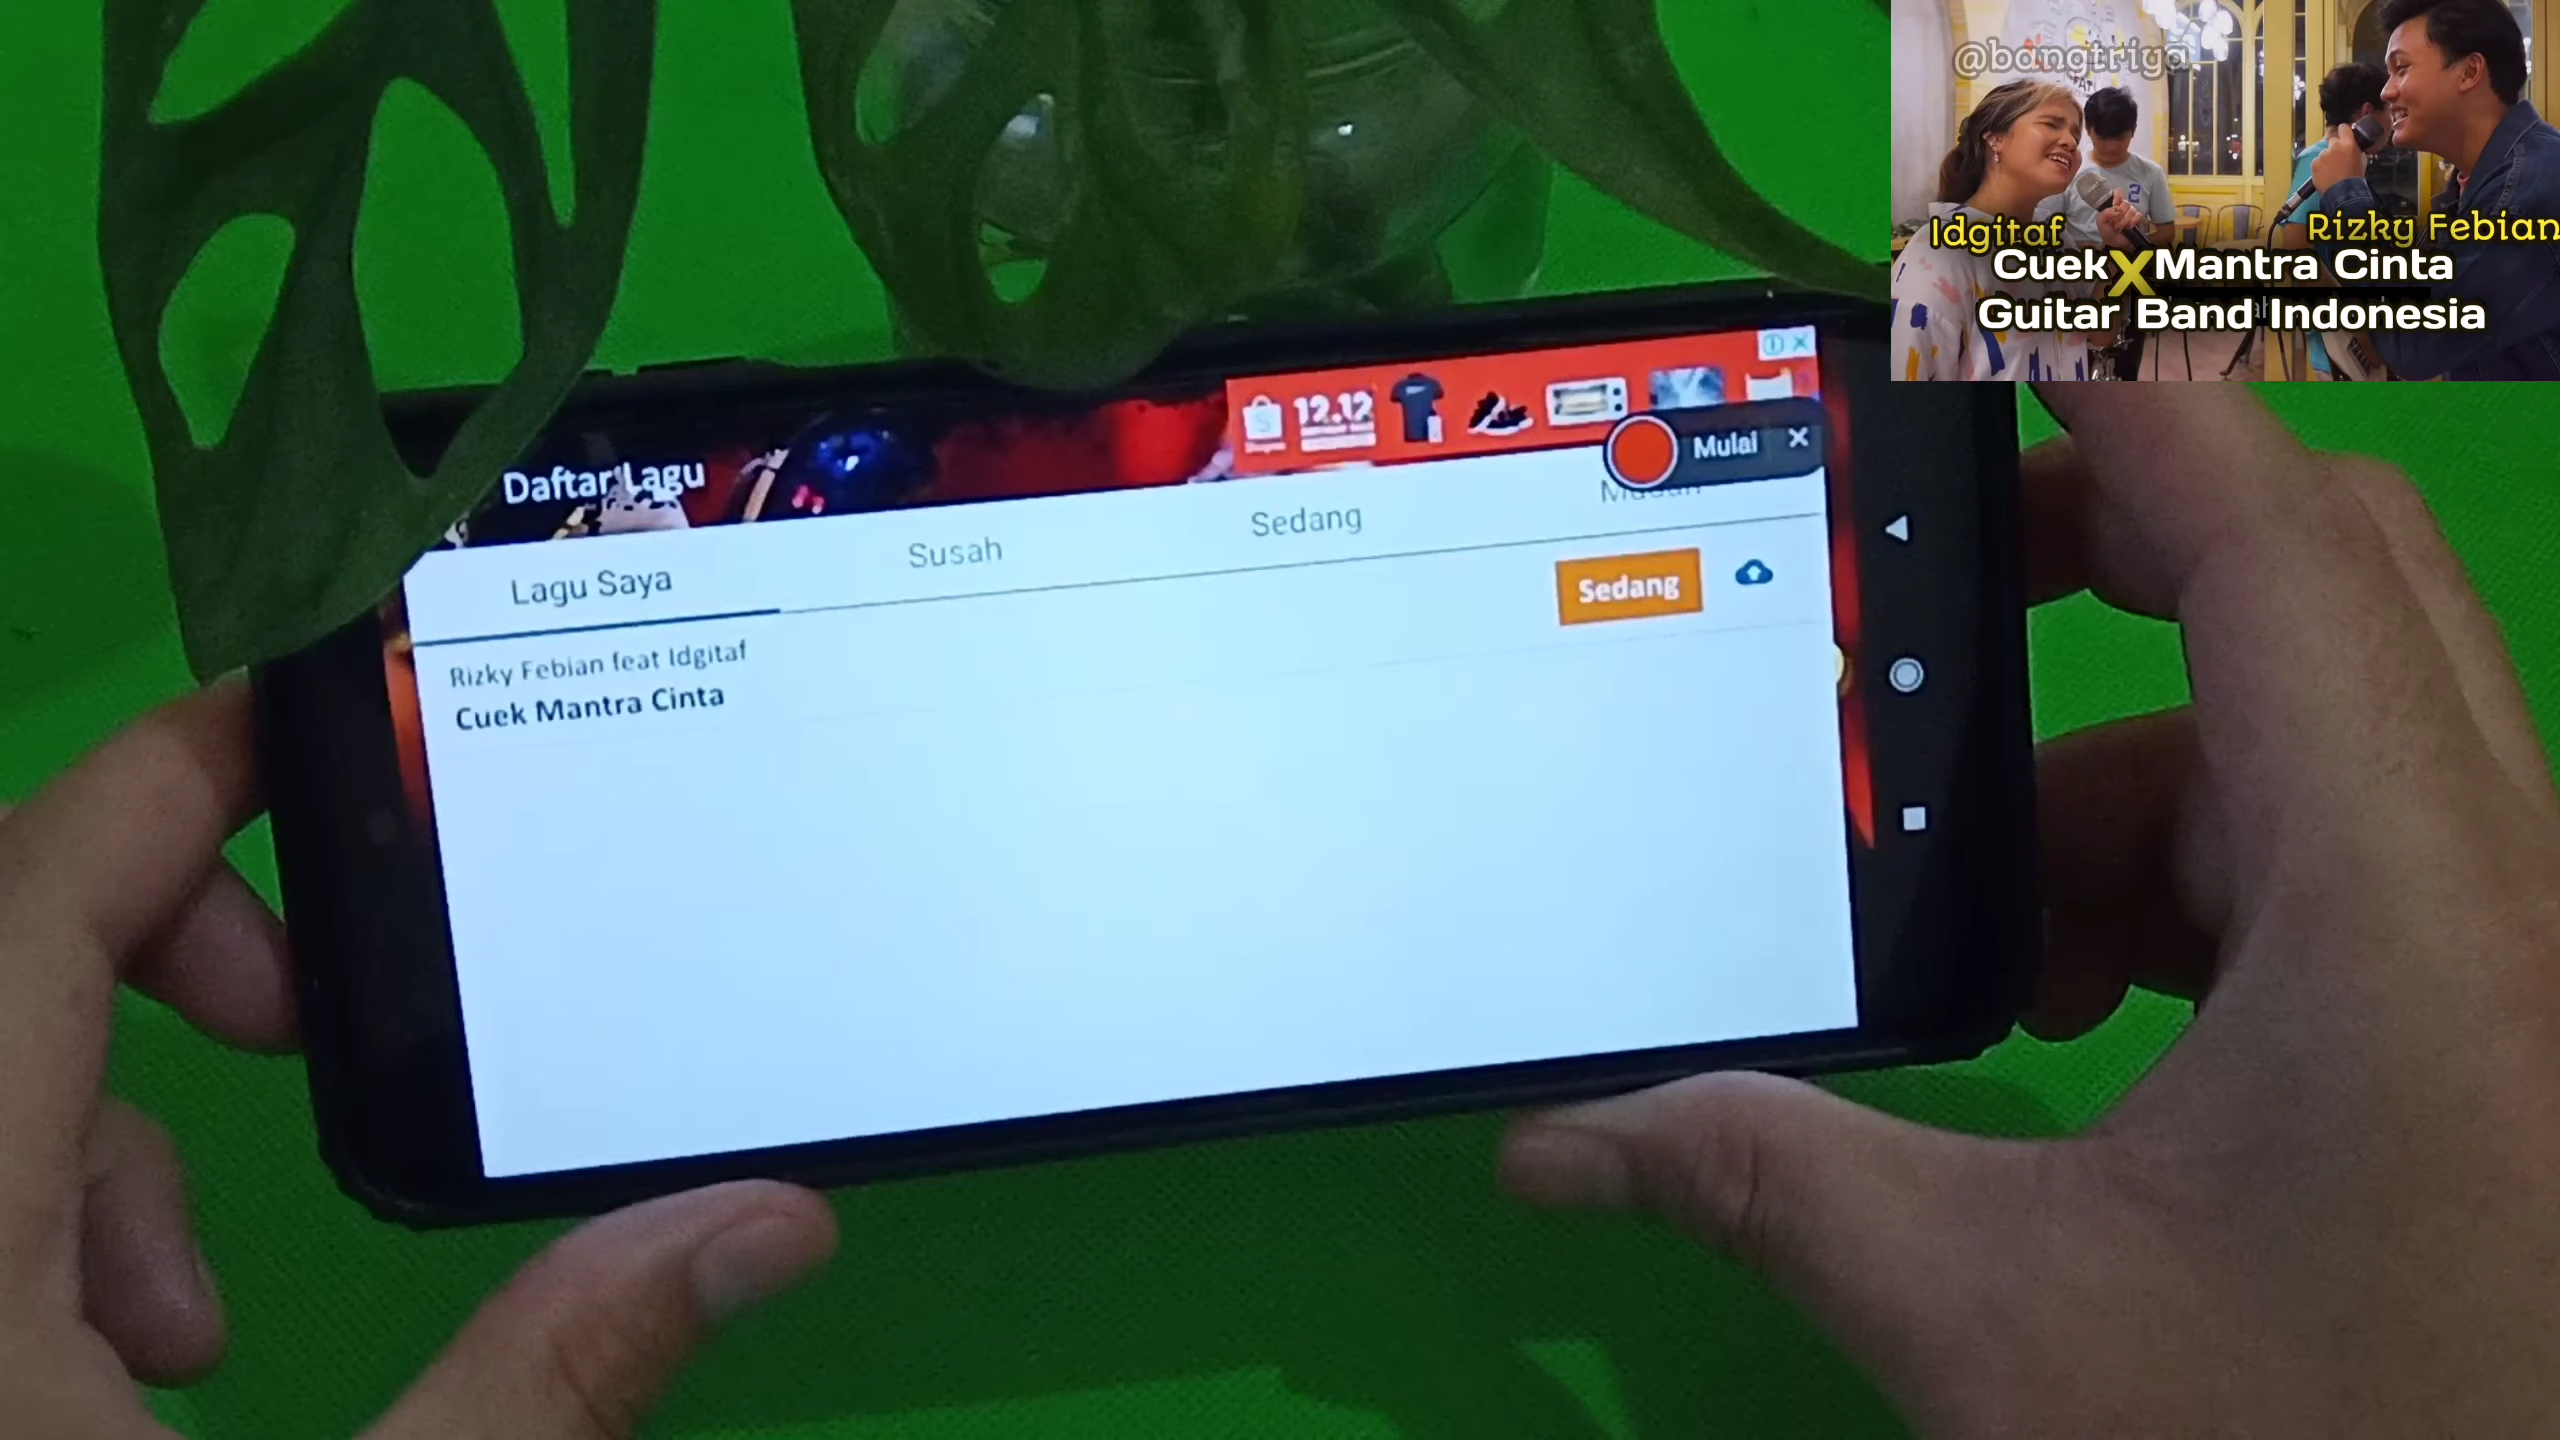 @bangtriya
Idgitaf
Rizky Febian
Cuek X Mantra Cinta
Guitar Band Indonesia
12.12
Mulai
Daftar Lagu
Lagu Saya
Susah
Sedang
Rizky Febian feat Idgitaf
Cuek Mantra Cinta
Sedang